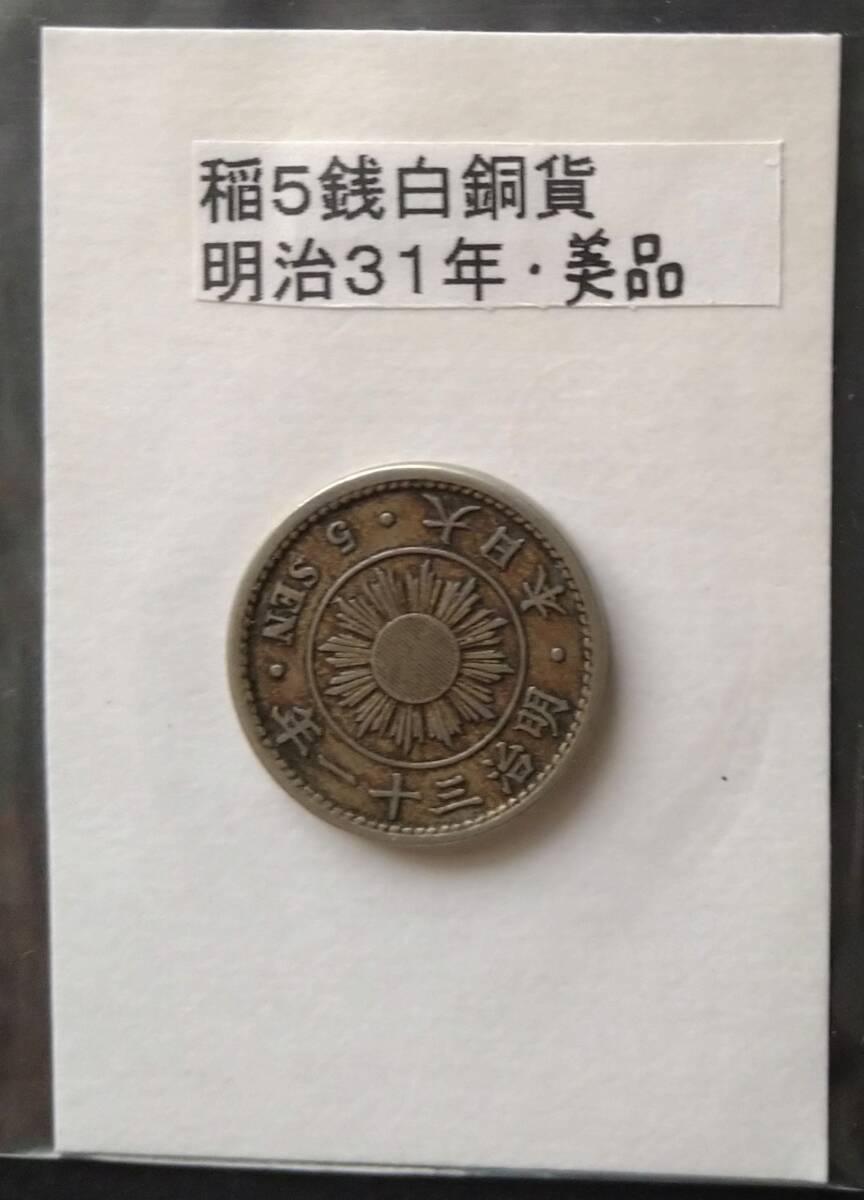 稲5銭白銅貨
明治31年・美品
大日本・明治三十一年・
5 SEN・